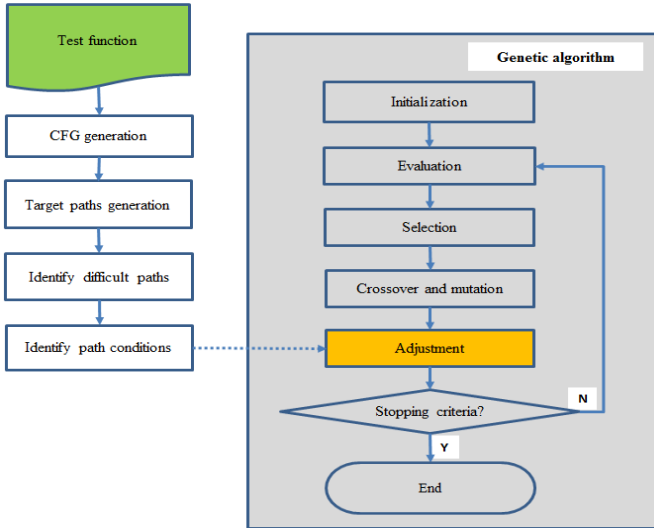 Test function
CFG generation
Target paths generation
Identify difficult paths
Identify path conditions
Genetic algorithm
Initialization
Evaluation
Selection
Crossover and mutation
Adjustment
Stopping criteria?
N
Y
End